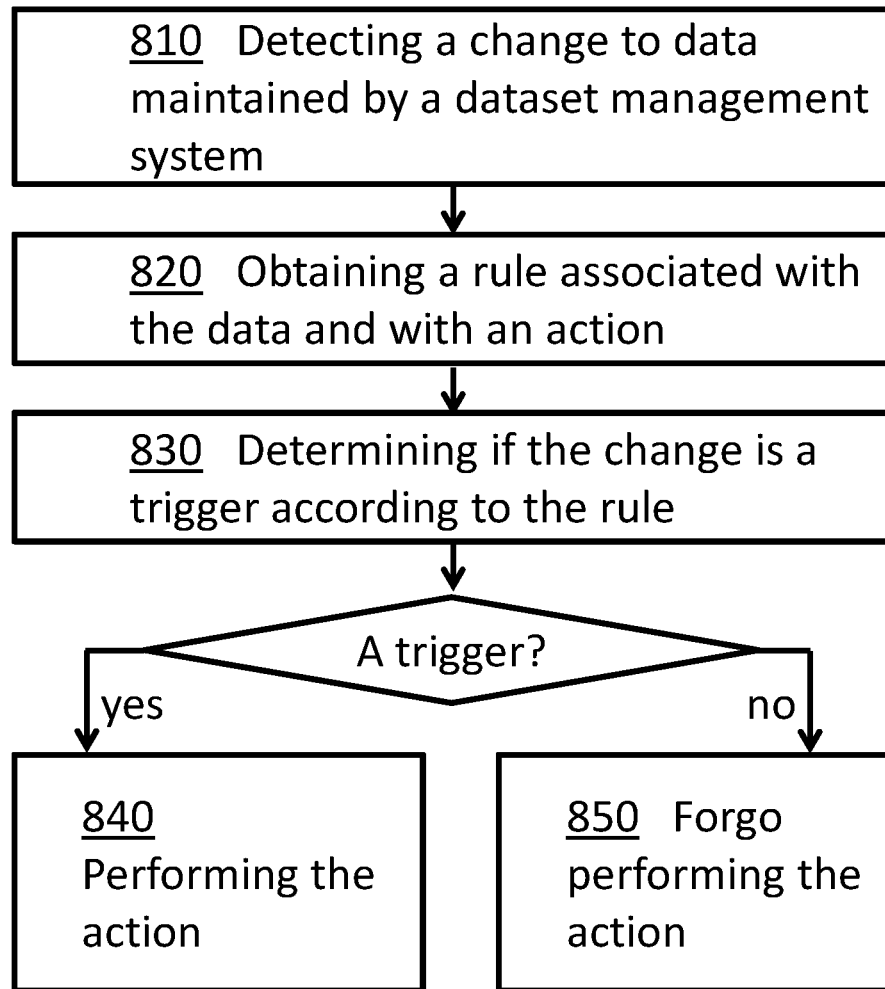 810 Detecting a change to data
maintained by a dataset management
system
820 Obtaining a rule associated with
the data and with an action
830 Determining if the change is a
trigger according to the rule
A trigger?
yes
no
840
Performing the
action
850 Forgo
performing the
action